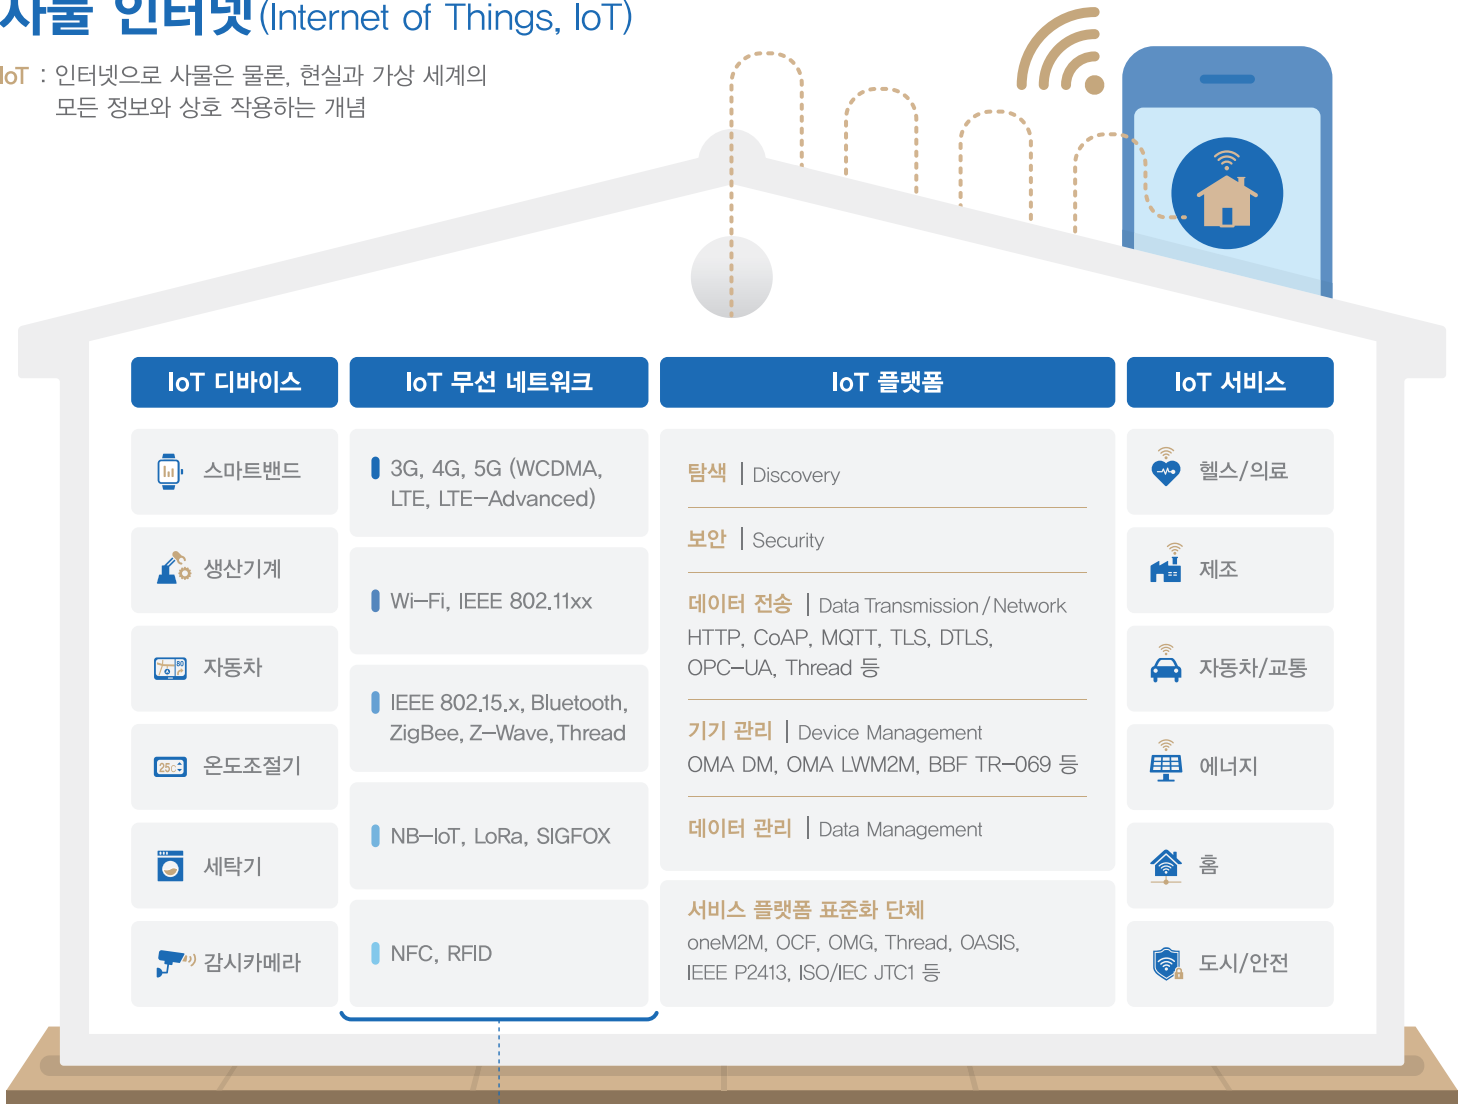 사물 인터넷(Internet of Things, IoT)
IoT : 인터넷으로 사물은 물론, 현실과 가상 세계의
모든 정보와 상호 작용하는 개념
IoT 디바이스
스마트밴드
생산기계
80
자동차
25c
온도조절기
세탁기
감시카메라
IoT 무선 네트워크
3G, 4G, 5G (WCDMA,
LTE, LTE-Advanced)
Wi-Fi, IEEE 802.11xx
IEEE 802.15.x, Bluetooth,
ZigBee, Z-Wave, Thread
NB-IoT, LoRa, SIGFOX
NFC, RFID
IoT 플랫폼
탐색 | Discovery
보안 | Security
데이터 전송 | Data Transmission/Network
HTTP, CoAP, MQTT, TLS, DTLS,
OPC-UA, Thread 등
기기 관리 | Device Management
OMA DM, OMA LWM2M, BBF TR-069 등
데이터 관리 | Data Management
서비스 플랫폼 표준화 단체
oneM2M, OCF, OMG, Thread, OASIS,
IEEE P2413, ISO/IEC JTC1 등
IoT 서비스
헬스/의료
제조
자동차/교통
에너지
홈
도시/안전